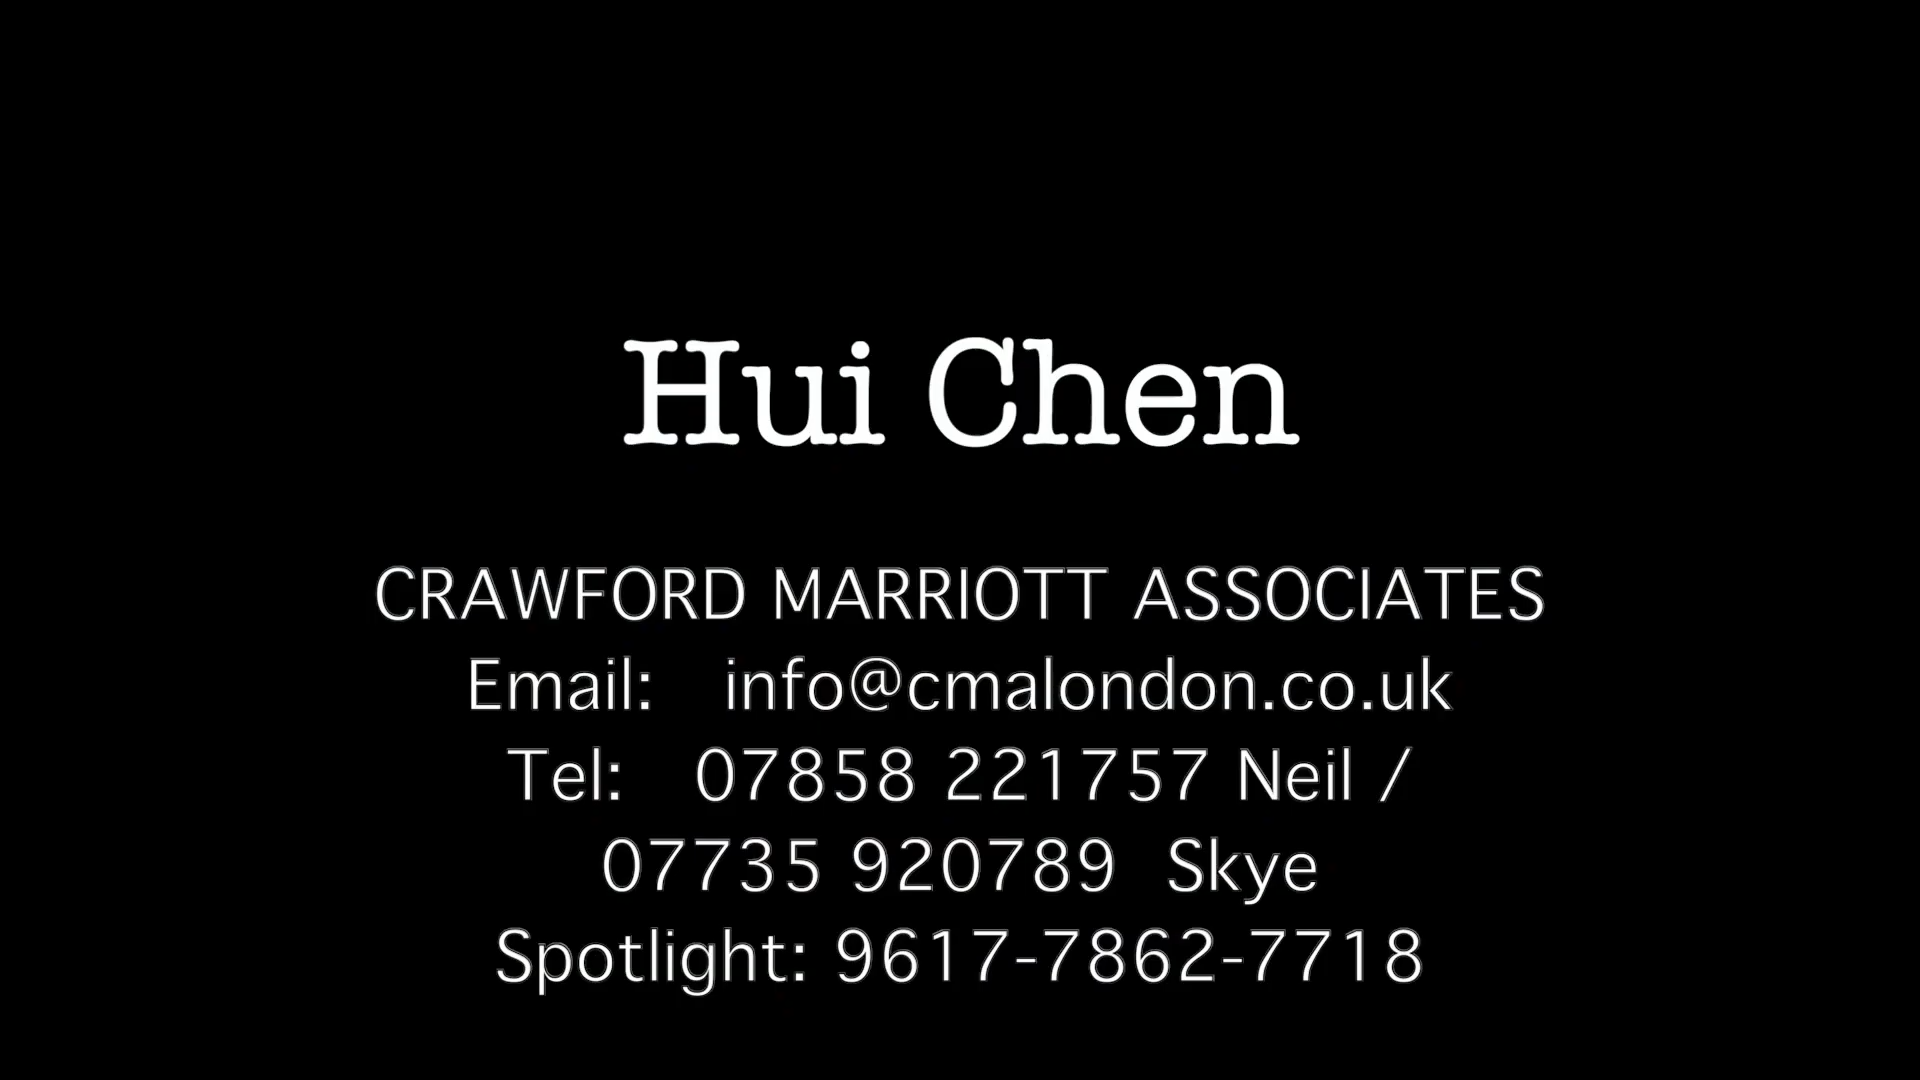 Hui Chen
CRAWFORD MARRIOTT ASSOCIATES
Email: info@cmalondon.co.uk
Tel: 07858 221757 Neil /
07735 920789 Skye
Spotlight: 9617-7862-7718